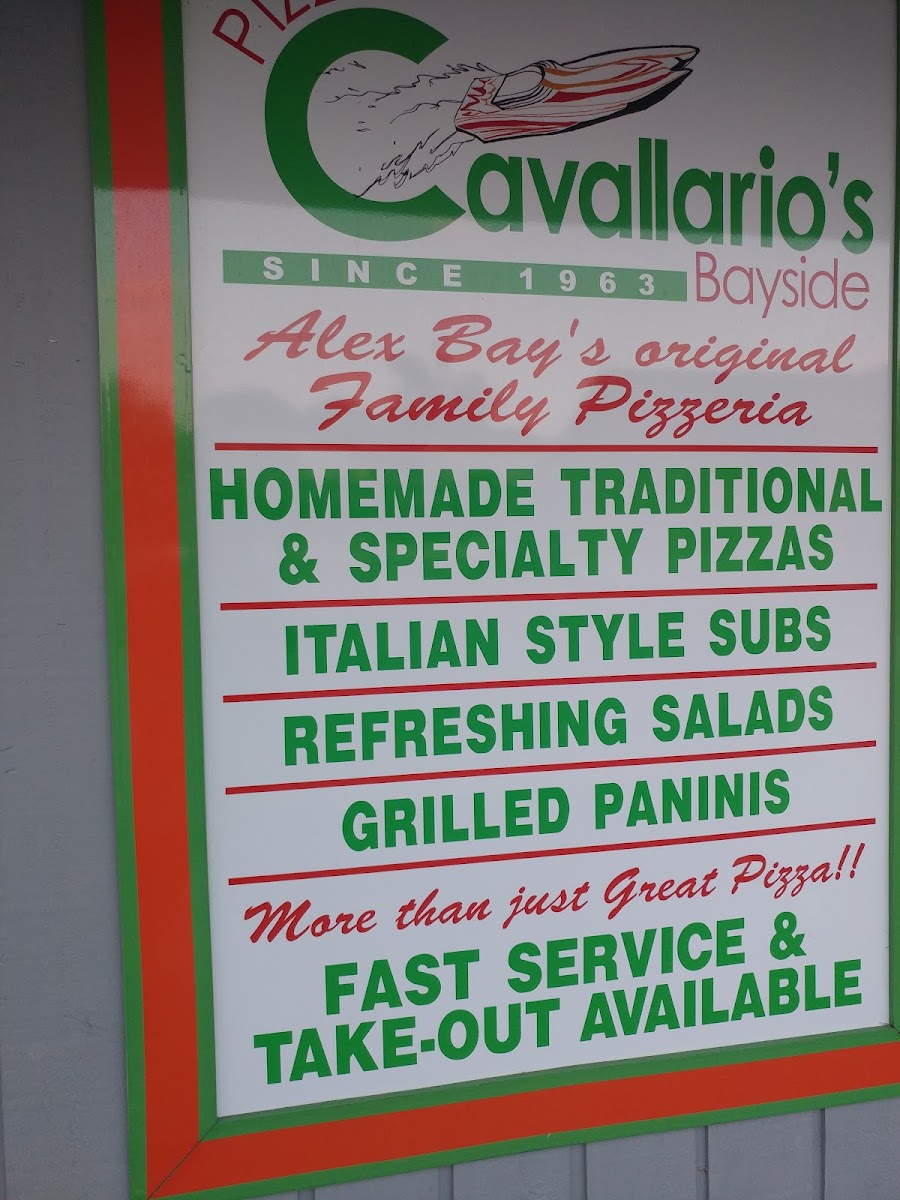 Cavallario's
SINCE 1963
Bayside
Alex Bay's original
Family Pizzeria
HOMEMADE TRADITIONAL
& SPECIALTY PIZZAS
ITALIAN STYLE SUBS
REFRESHING SALADS
GRILLED PANINIS
More than just Great Pizza!!
FAST SERVICE &
TAKE-OUT AVAILABLE